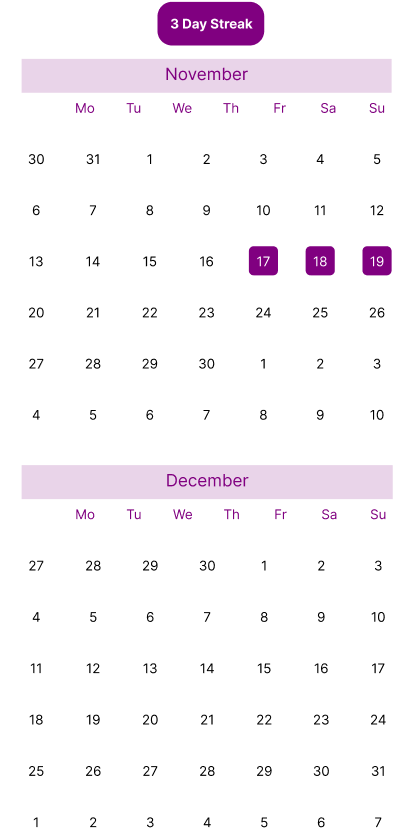 3 Day Streak
November
Mo Tu We Th Fr Sa Su
30 31 1 2 3 4 5
6 7 8 9 10 11 12
13 14 15 16 17 18 19
20 21 22 23 24 25 26
27 28 29 30 1 2 3
4 5 6 7 8 9 10
December
Mo Tu We Th Fr Sa Su
27 28 29 30 1 2 3
4 5 6 7 8 9 10
11 12 13 14 15 16 17
18 19 20 21 22 23 24
25 26 27 28 29 30 31
1 2 3 4 5 6 7